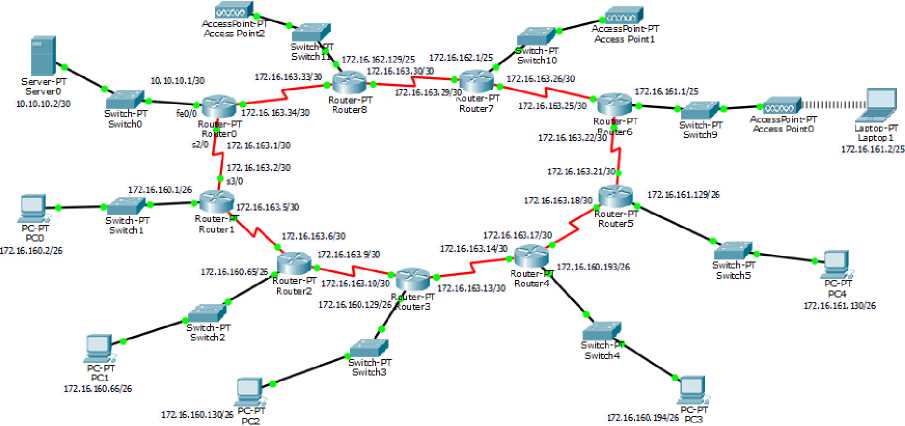 AccessPoint-PT
Access Point2
Switch-PT
Switch11
172.16.162.129/25
172.16.162.1/25
Switch-PT
Switch10
AccessPoint-PT
Access Point1
Server-PT
Server0
10.10.10.2/30
10.10.10.1/30
Switch-PT
Switch0
fe0/0
Router-PT
Router0
s2/0
172.16.163.33/30
172.16.163.34/30
Router-PT
Router8
172.16.163.30/30
172.16.163.29/30
Router-PT
Router7
172.16.163.26/30
172.16.163.25/30
Router-PT
Router6
172.16.161.1/25
Switch-PT
Switch9
AccessPoint-PT
Access Point0
Laptop-PT
Laptop1
172.16.161.2/25
172.16.163.22/30
172.16.163.21/30
172.16.163.1/30
172.16.163.2/30
s3/0
172.16.160.1/26
PC-PT
PC0
172.16.160.2/26
Switch-PT
Switch1
Router-PT
Router1
172.16.163.5/30
172.16.163.6/30
172.16.163.18/30
Router-PT
Router5
172.16.161.129/26
172.16.163.17/30
172.16.163.9/30
172.16.163.14/30
172.16.160.65/26
Router-PT
Router2
172.16.163.10/30
172.16.160.129/26
Router-PT
Router3
172.16.163.13/30
Router-PT
Router4
172.16.160.193/26
Switch-PT
Switch5
PC-PT
PC4
172.16.161.130/26
Switch-PT
Switch2
PC-PT
PC1
172.16.160.66/26
Switch-PT
Switch3
Switch-PT
Switch4
172.16.160.130/26
PC-PT
PC2
172.16.160.194/26
PC-PT
PC3